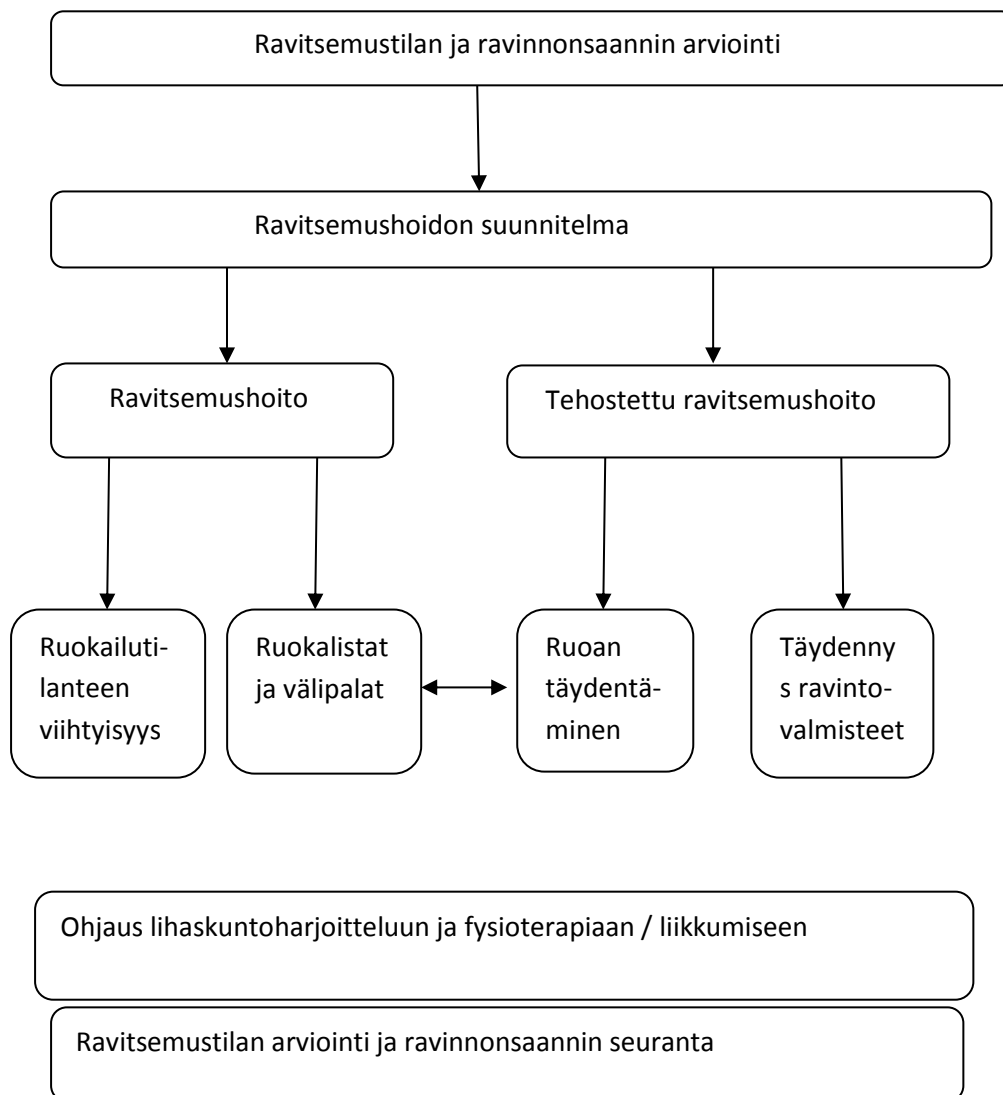 Ravitsemustilan ja ravinnonsaannin arviointi
Ravitsemushoidon suunnitelma
Ravitsemushoito
Tehostettu ravitsemushoito
Ruokailuti-
lanteen
viihtyisyys
Ruokalistat
ja välipalat
Ruoan
täydentä-
minen
Täydenny
s ravinto-
valmisteet
Ohjaus lihaskuntoharjoitteluun ja fysioterapiaan / liikkumiseen
Ravitsemustilan arviointi ja ravinnonsaannin seuranta